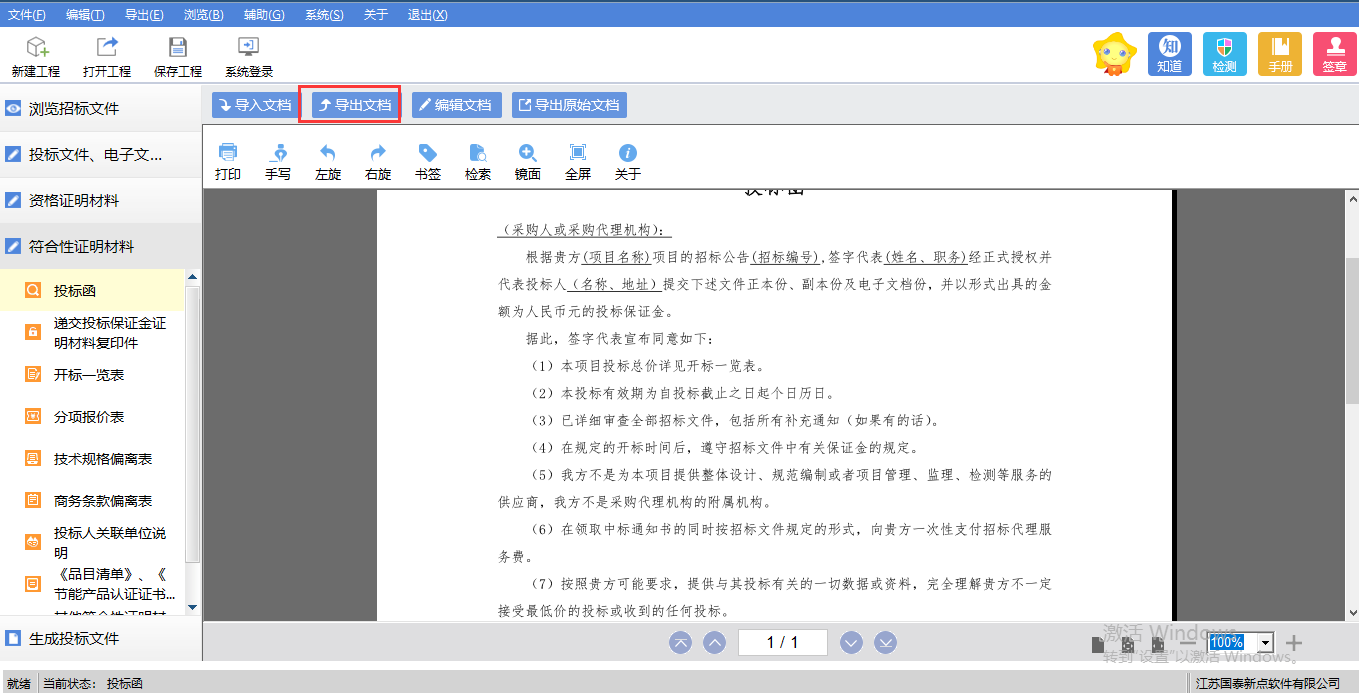 文件(F) 编辑(T) 导出(E) 浏览(B) 辅助(G) 系统(S) 关于 退出(X)
新建工程 打开工程 保存工程 系统登录 知道 检测 手册 签章
知
浏览招标文件
投标文件、电子文...
资格证明材料
符合性证明材料
投标函
递交投标保证金证
明材料复印件
开标一览表
分项报价表
技术规格偏离表
商务条款偏离表
投标人关联单位说
明
《品目清单》、《
节能产品认证证书...
生成投标文件
导入文档 导出文档 编辑文档 导出原始文档
打印 手写 左旋 右旋 书签 检索 镜面 全屏 关于
投标函
（采购人或采购代理机构）：
根据贵方(项目名称)项目的招标公告(招标编号),签字代表(姓名、职务)经正式授权并
代表投标人（名称、地址）提交下述文件正本份、副本份及电子文档份，并以形式出具的金
额为人民币元的投标保证金。
据此，签字代表宣布同意如下：
（1）本项目投标总价详见开标一览表。
（2）本投标有效期为自投标截止之日起个日历日。
（3）已详细审查全部招标文件，包括所有补充通知（如果有的话）。
（4）在规定的开标时间后，遵守招标文件中有关保证金的规定。
（5）我方不是为本项目提供整体设计、规范编制或者项目管理、监理、检测等服务的
供应商，我方不是采购代理机构的附属机构。
（6）在领取中标通知书的同时按招标文件规定的形式，向贵方一次性支付招标代理服
务费。
（7）按照贵方可能要求，提供与其投标有关的一切数据或资料，完全理解贵方不一定
接受最低价的投标或收到的任何投标。
1 / 1
100%
激活 Windows
转到"设置"以激活 Windows。
就绪 当前状态： 投标函
江苏国泰新点软件有限公司